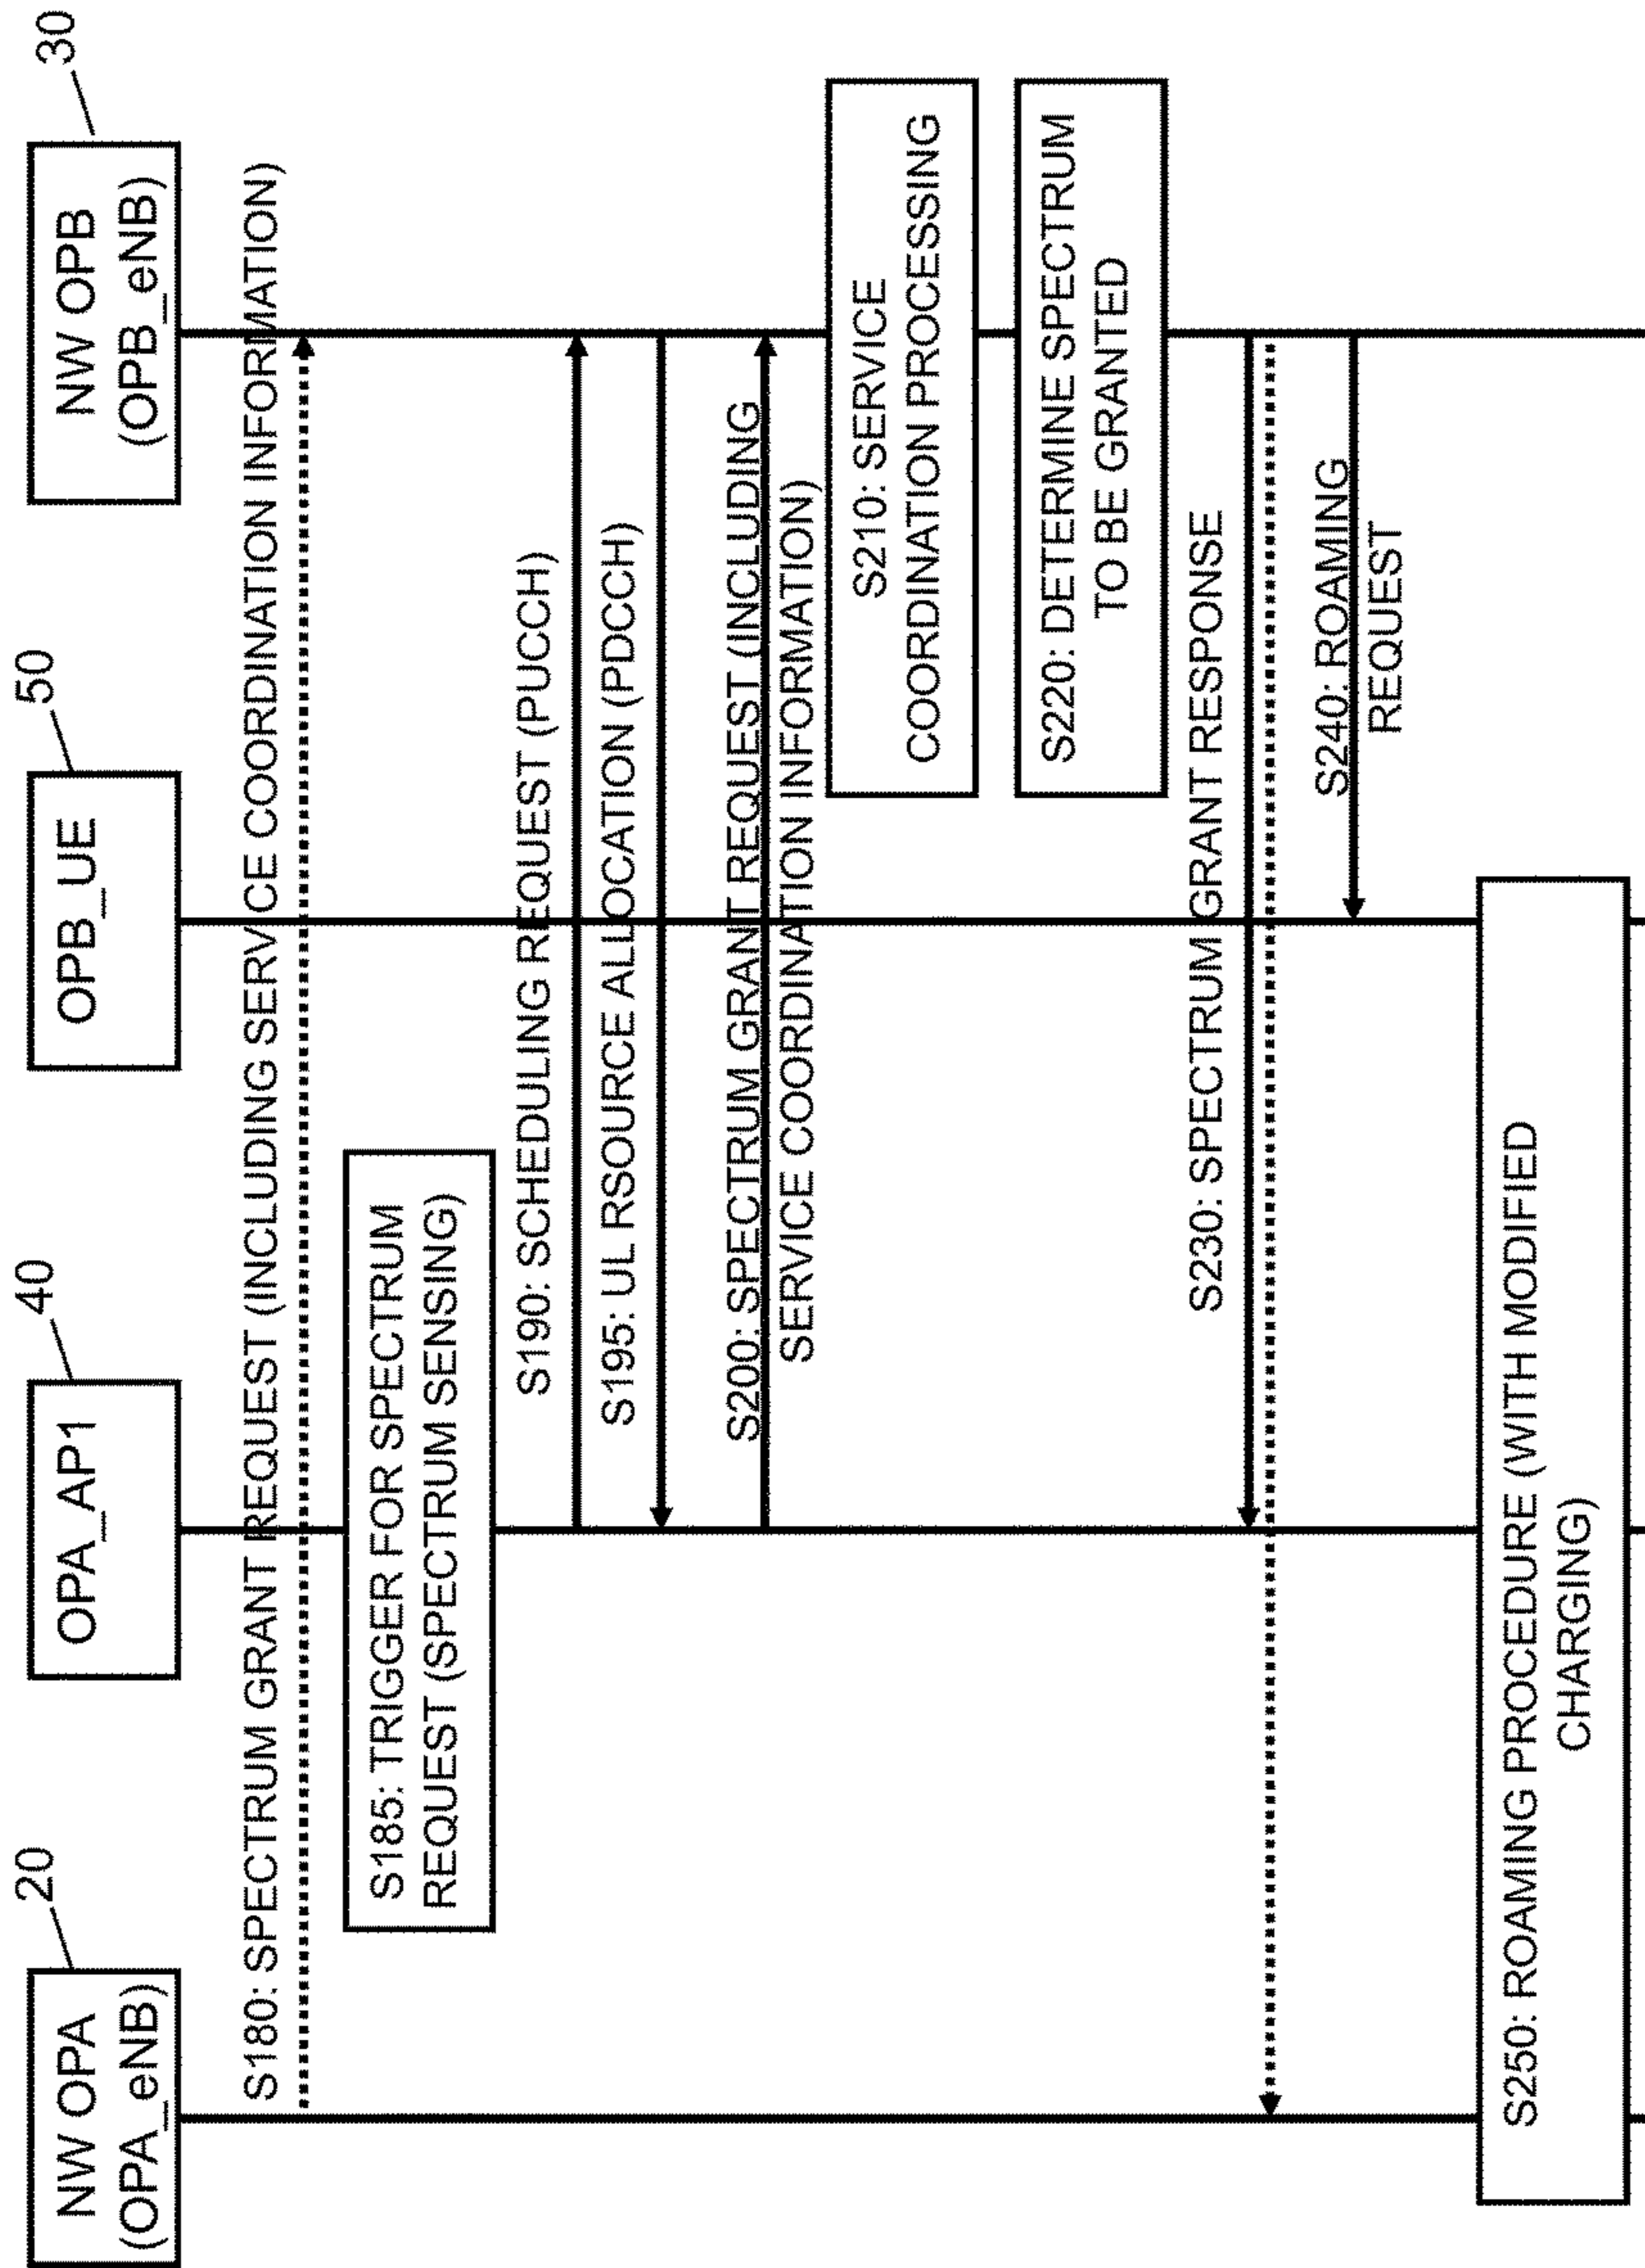 20
40
50
30
NW OPA
(OPA_eNB)
OPA_AP1
OPB_UE
NW OPB
(OPB_eNB)
S180: SPECTRUM GRANT REQUEST (INCLUDING SERVICE COORDINATION INFORMATION)
S185: TRIGGER FOR SPECTRUM
REQUEST (SPECTRUM SENSING)
S190: SCHEDULING REQUEST (PUCCH)
S195: UL RSOURCE ALLOCATION (PDCCH)
S200: SPECTRUM GRANT REQUEST (INCLUDING
SERVICE COORDINATION INFORMATION)
S210: SERVICE
COORDINATION PROCESSING
S220: DETERMINE SPECTRUM
TO BE GRANTED
S230: SPECTRUM GRANT RESPONSE
S240: ROAMING
REQUEST
S250: ROAMING PROCEDURE (WITH MODIFIED
CHARGING)